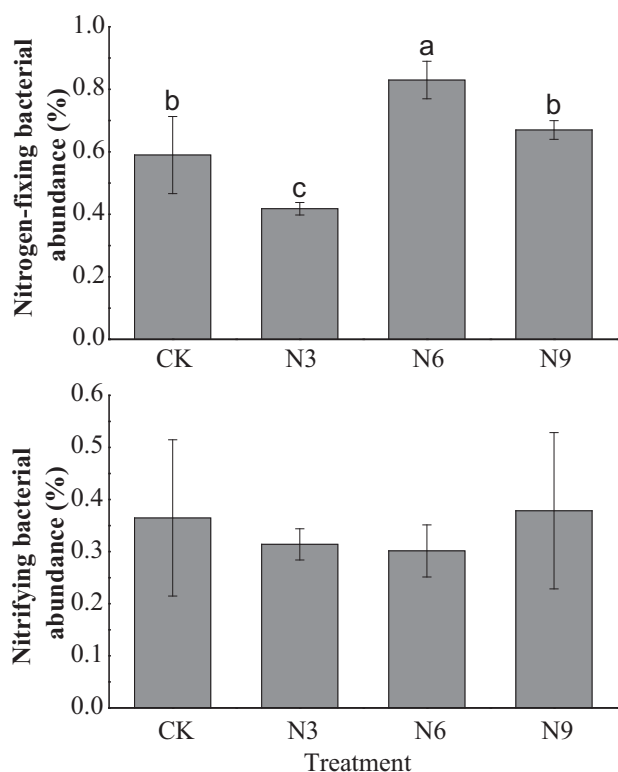 Nitrogen-fixing bacterial
abundance (%)
1.0
0.8
0.6
0.4
0.2
0.0
b
c
a
b
CK N3 N6 N9
Nitrifying bacterial
abundance (%)
0.6
0.5
0.4
0.3
0.2
0.1
0.0
CK N3 N6 N9
Treatment